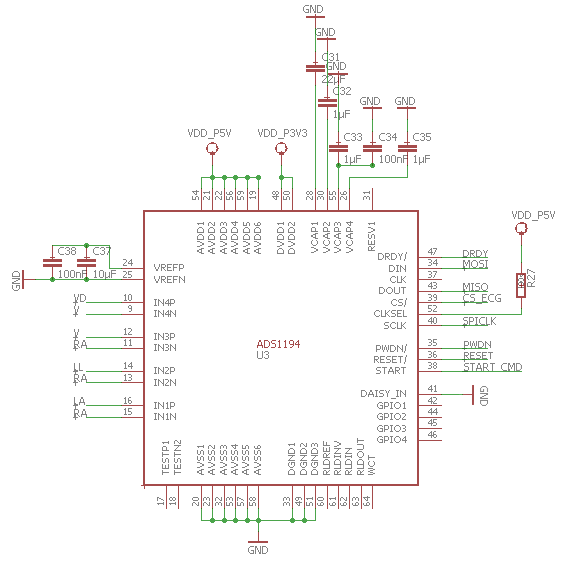 GND
GND
C31
GND
22µF
C32
1µF
GND
GND
VDD_P5V
VDD_P3V3
C33
C34
C35
1µF
100nF
1µF
54
21
22
56
59
19
48
50
28
30
55
26
31
AVDD1
AVDD2
AVDD3
AVDD4
AVDD5
AVDD6
DVDD1
DVDD2
VCAP1
VCAP2
VCAP3
VCAP4
RESV1
VDD_P5V
C38
C37
100nF
10µF
GND
24
VREFP
25
VREFN
VD
10
IN4P
V
9
IN4N
V
12
IN3P
RA
11
IN3N
LL
14
IN2P
RA
13
IN2N
LA
16
IN1P
RA
15
IN1N
ADS1194
U3
DRDY/
47
DRDY
DIN
34
MOSI
CLK
37
DOUT
43
MISO
CS/
39
CS_ECG
CLKSEL
52
SCLK
40
SPICLK
R27
PWDN/
35
PWDN
RESET/
36
RESET
START
38
START_CMD
DAISY_IN
41
GND
GPIO1
42
GPIO2
44
GPIO3
45
GPIO4
46
TESTP1
TESTN2
AVSS1
AVSS2
AVSS3
AVSS4
AVSS5
AVSS6
DGND1
DGND2
DGND3
RLDREF
RLDINV
RLDIN
RLDOUT
WCT
17
18
20
23
32
53
57
58
33
49
51
60
61
62
63
64
GND